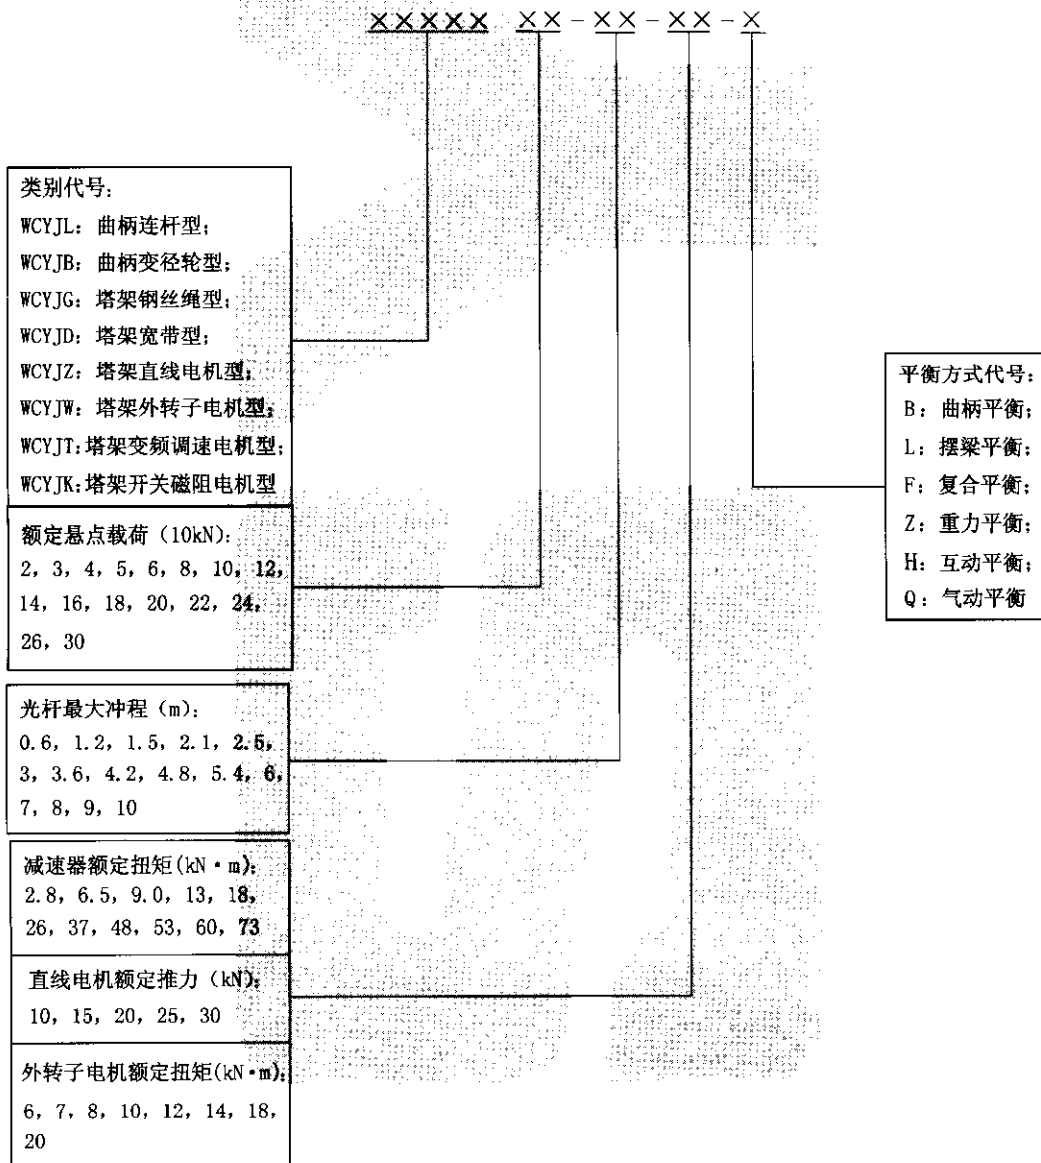 ××××× ××-××-××-×
类别代号：
WCYJL：曲柄连杆型；
WCYJB：曲柄变径轮型；
WCYJG：塔架钢丝绳型；
WCYJD：塔架宽带型；
WCYJZ：塔架直线电机型；
WCYJW：塔架外转子电机型；
WCYJT：塔架变频调速电机型；
WCYJK：塔架开关磁阻电机型
额定悬点载荷（10kN）：
2，3，4，5，6，8，10，12，
14，16，18，20，22，24，
26，30
光杆最大冲程（m）：
0.6，1.2，1.5，2.1，2.5，
3，3.6，4.2，4.8，5.4，6，
7，8，9，10
减速器额定扭矩(kN·m)：
2.8，6.5，9.0，13，18，
26，37，48，53，60，73
直线电机额定推力（kN）：
10，15，20，25，30
外转子电机额定扭矩(kN·m)：
6，7，8，10，12，14，18，
20
平衡方式代号：
B：曲柄平衡；
L：摆梁平衡；
F：复合平衡；
Z：重力平衡；
H：互动平衡；
Q：气动平衡